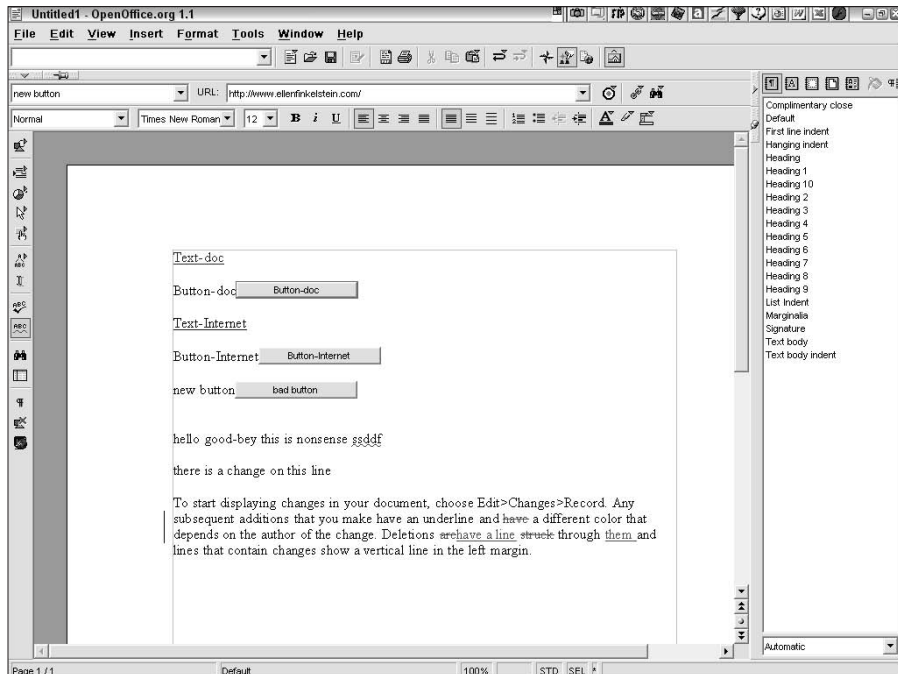 Untitled1 - OpenOffice.org 1.1
File Edit View Insert Format Tools Window Help
new button URL: http://www.ellenfinkelstein.com/
Normal Times New Roman 12 B i U
Complimentary close
Default
First line indent
Hanging indent
Heading
Heading 1
Heading 10
Heading 2
Heading 3
Heading 4
Heading 5
Heading 6
Heading 7
Heading 8
Heading 9
List Indent
Marginalia
Signature
Text body
Text body indent
Text-doc
Button-doc Button-doc
Text-Internet
Button-Internet Button-Internet
new button bad button
hello good-bey this is nonsense ssddf
there is a change on this line
To start displaying changes in your document, choose Edit>Changes>Record. Any
subsequent additions that you make have an underline and have a different color that
depends on the author of the change. Deletions arehave a line struck through them and
lines that contain changes show a vertical line in the left margin.
Automatic
Page 1 / 1 Default 100% STD SEL *